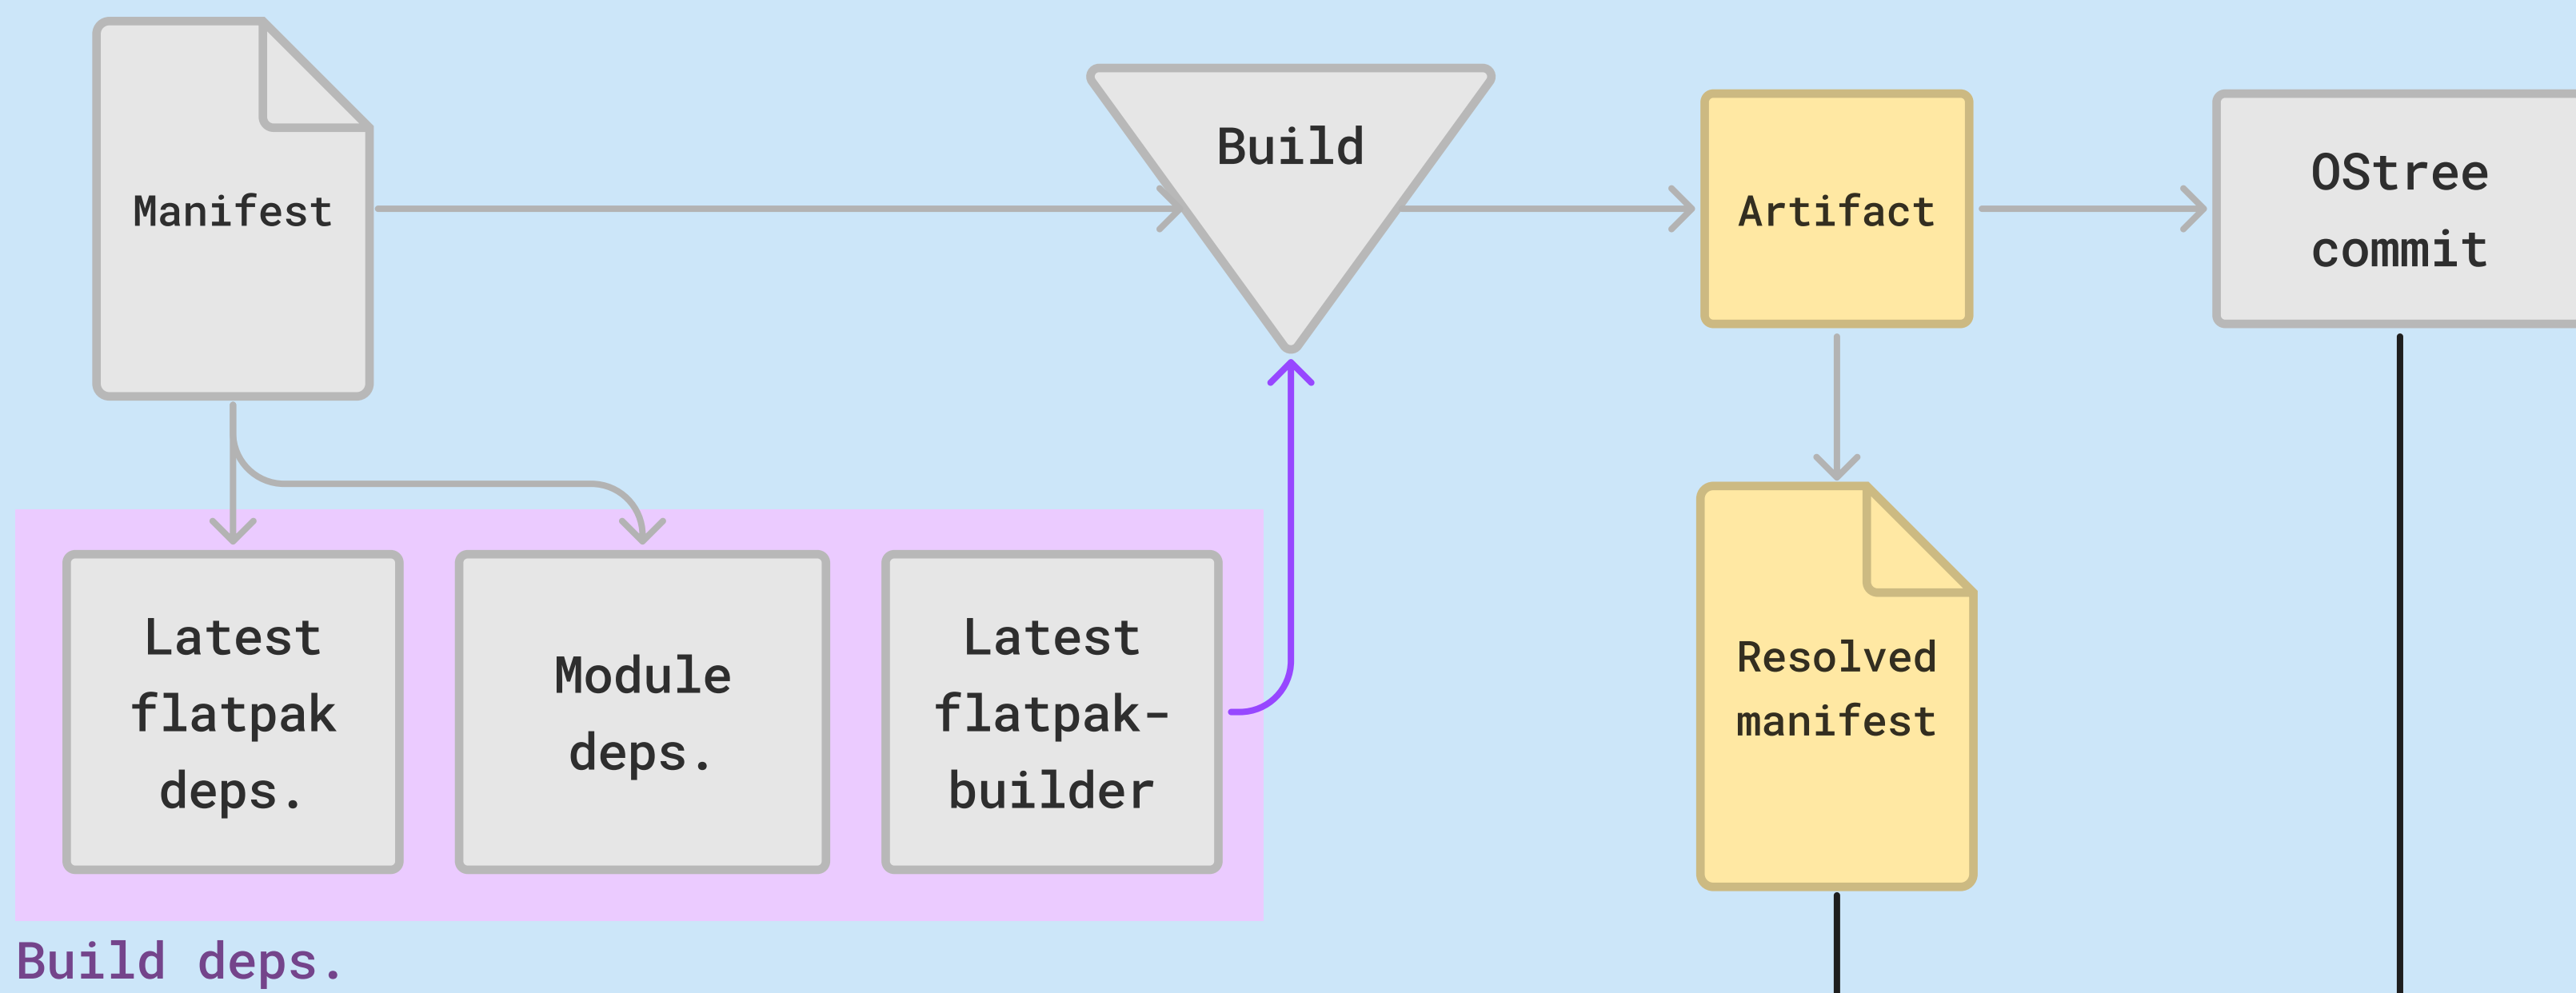 Manifest
Build
Artifact
OStree
commit
Latest
flatpak
deps.
Module
deps.
Latest
flatpak-
builder
Resolved
manifest
Build deps.